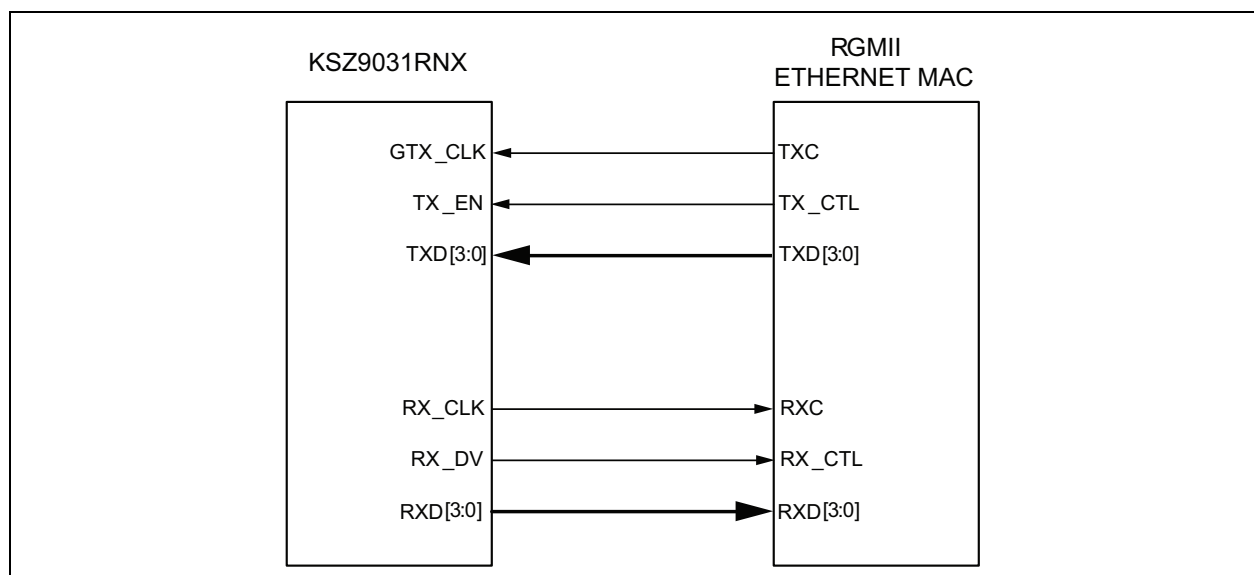 KSZ9031RNX
RGMII
ETHERNET MAC
GTX_CLK TXC
TX_EN TX_CTL
TXD[3:0] TXD[3:0]
RX_CLK RXC
RX_DV RX_CTL
RXD[3:0] RXD[3:0]